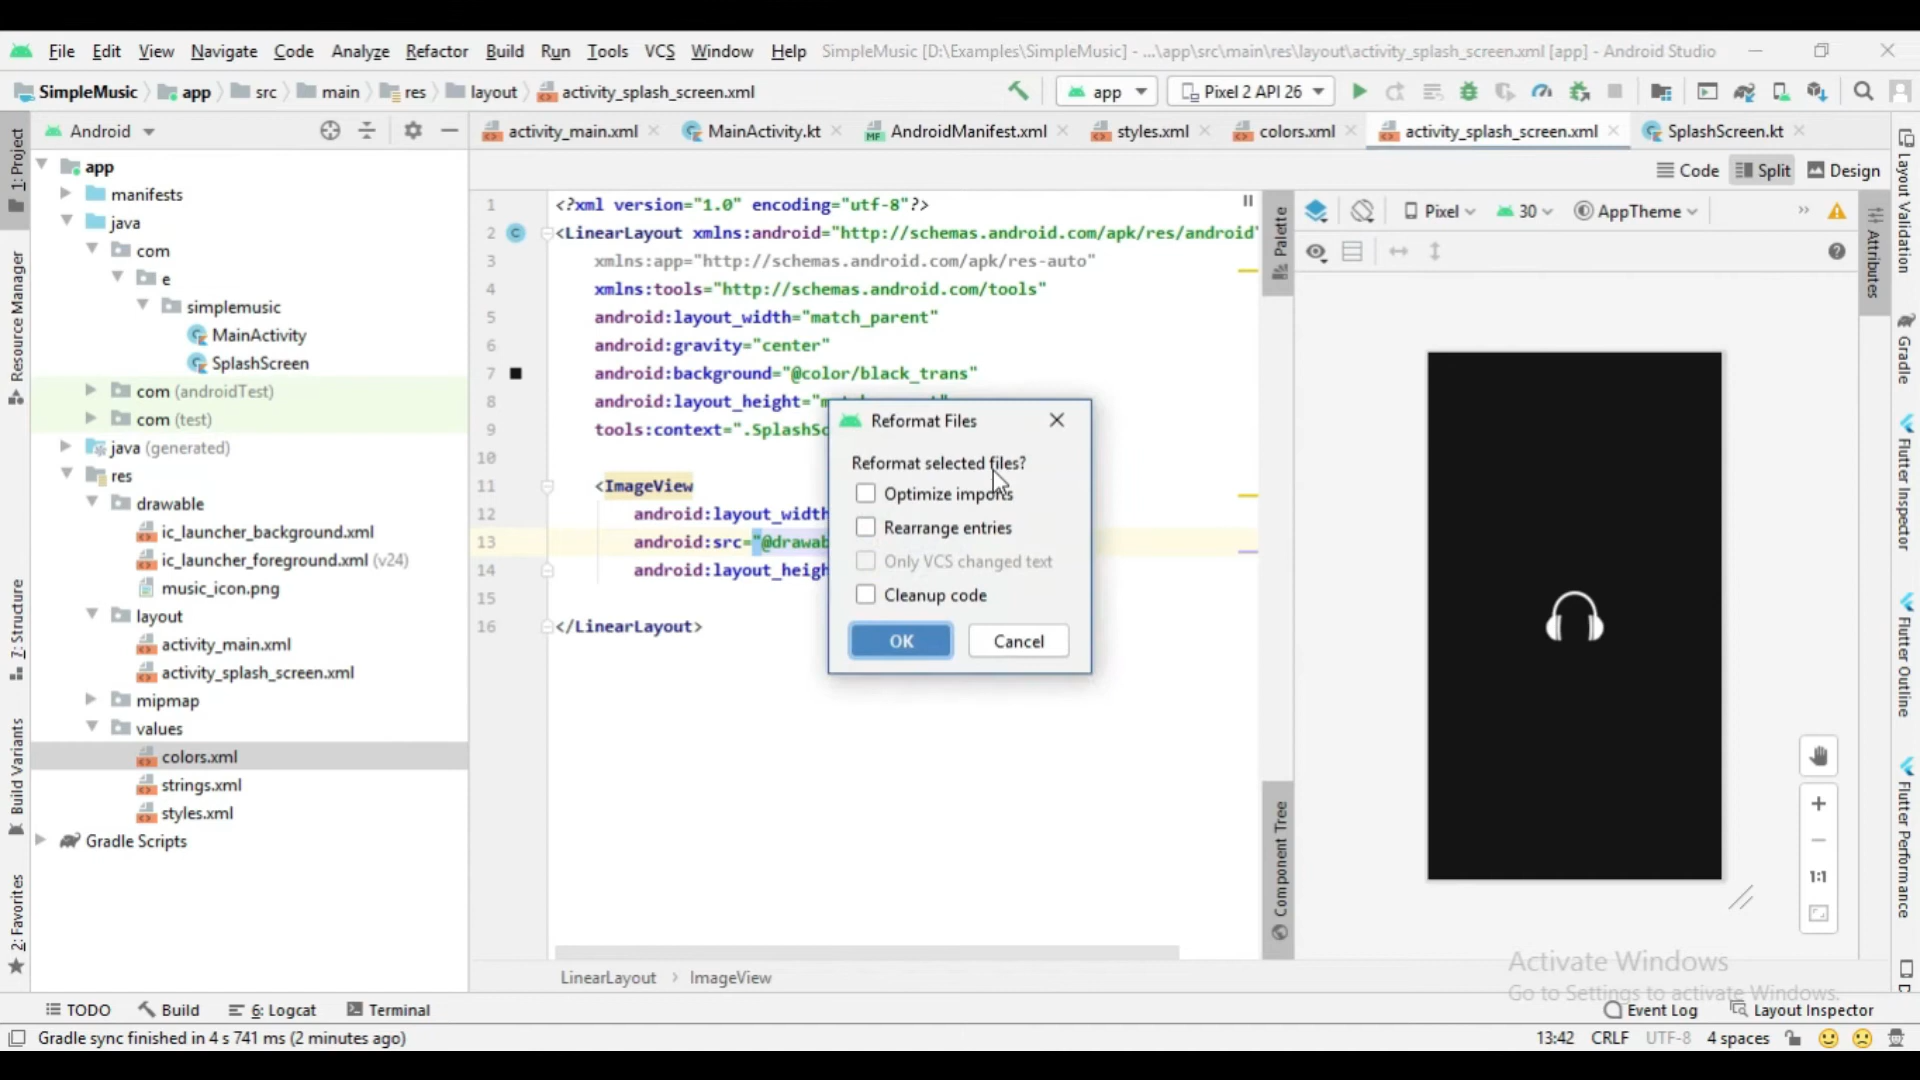 File Edit View Navigate Code Analyze Refactor Build Run Tools VCS Window Help SimpleMusic [D:\Examples\SimpleMusic] - ...\app\src\main\res\layout\activity_splash_screen.xml [app] - Android Studio
SimpleMusic app src main res layout activity_splash_screen.xml app Pixel 2 API 26
Android activity_main.xml MainActivity.kt AndroidManifest.xml styles.xml colors.xml activity_splash_screen.xml SplashScreen.kt
Code Split Design
Pixel 30 AppTheme
1: Project
Resource Manager
7: Structure
Build Variants
2: Favorites
app
manifests
java
com
e
simplemusic
MainActivity
SplashScreen
com (androidTest)
com (test)
java (generated)
res
drawable
ic_launcher_background.xml
ic_launcher_foreground.xml (v24)
music_icon.png
layout
activity_main.xml
activity_splash_screen.xml
mipmap
values
colors.xml
strings.xml
styles.xml
Gradle Scripts
1 <?xml version="1.0" encoding="utf-8"?>
2 <LinearLayout xmlns:android="http://schemas.android.com/apk/res/android"
3 xmlns:app="http://schemas.android.com/apk/res-auto"
4 xmlns:tools="http://schemas.android.com/tools"
5 android:layout_width="match_parent"
6 android:gravity="center"
7 android:background="@color/black_trans"
8 android:layout_height="
9 tools:context=".SplashSc
10
11 <ImageView
12 android:layout_width
13 android:src="@drawab
14 android:layout_heigh
15
16 </LinearLayout>
Reformat Files
Reformat selected files?
Optimize imports
Rearrange entries
Only VCS changed text
Cleanup code
OK Cancel
Palette
Component Tree
Attributes
1:1
Layout Validation
Gradle
Flutter Inspector
Flutter Outline
Flutter Performance
LinearLayout > ImageView
Activate Windows
Go to Settings to activate Windows.
TODO Build 6: Logcat Terminal Event Log Layout Inspector
Gradle sync finished in 4 s 741 ms (2 minutes ago) 13:42 CRLF UTF-8 4 spaces